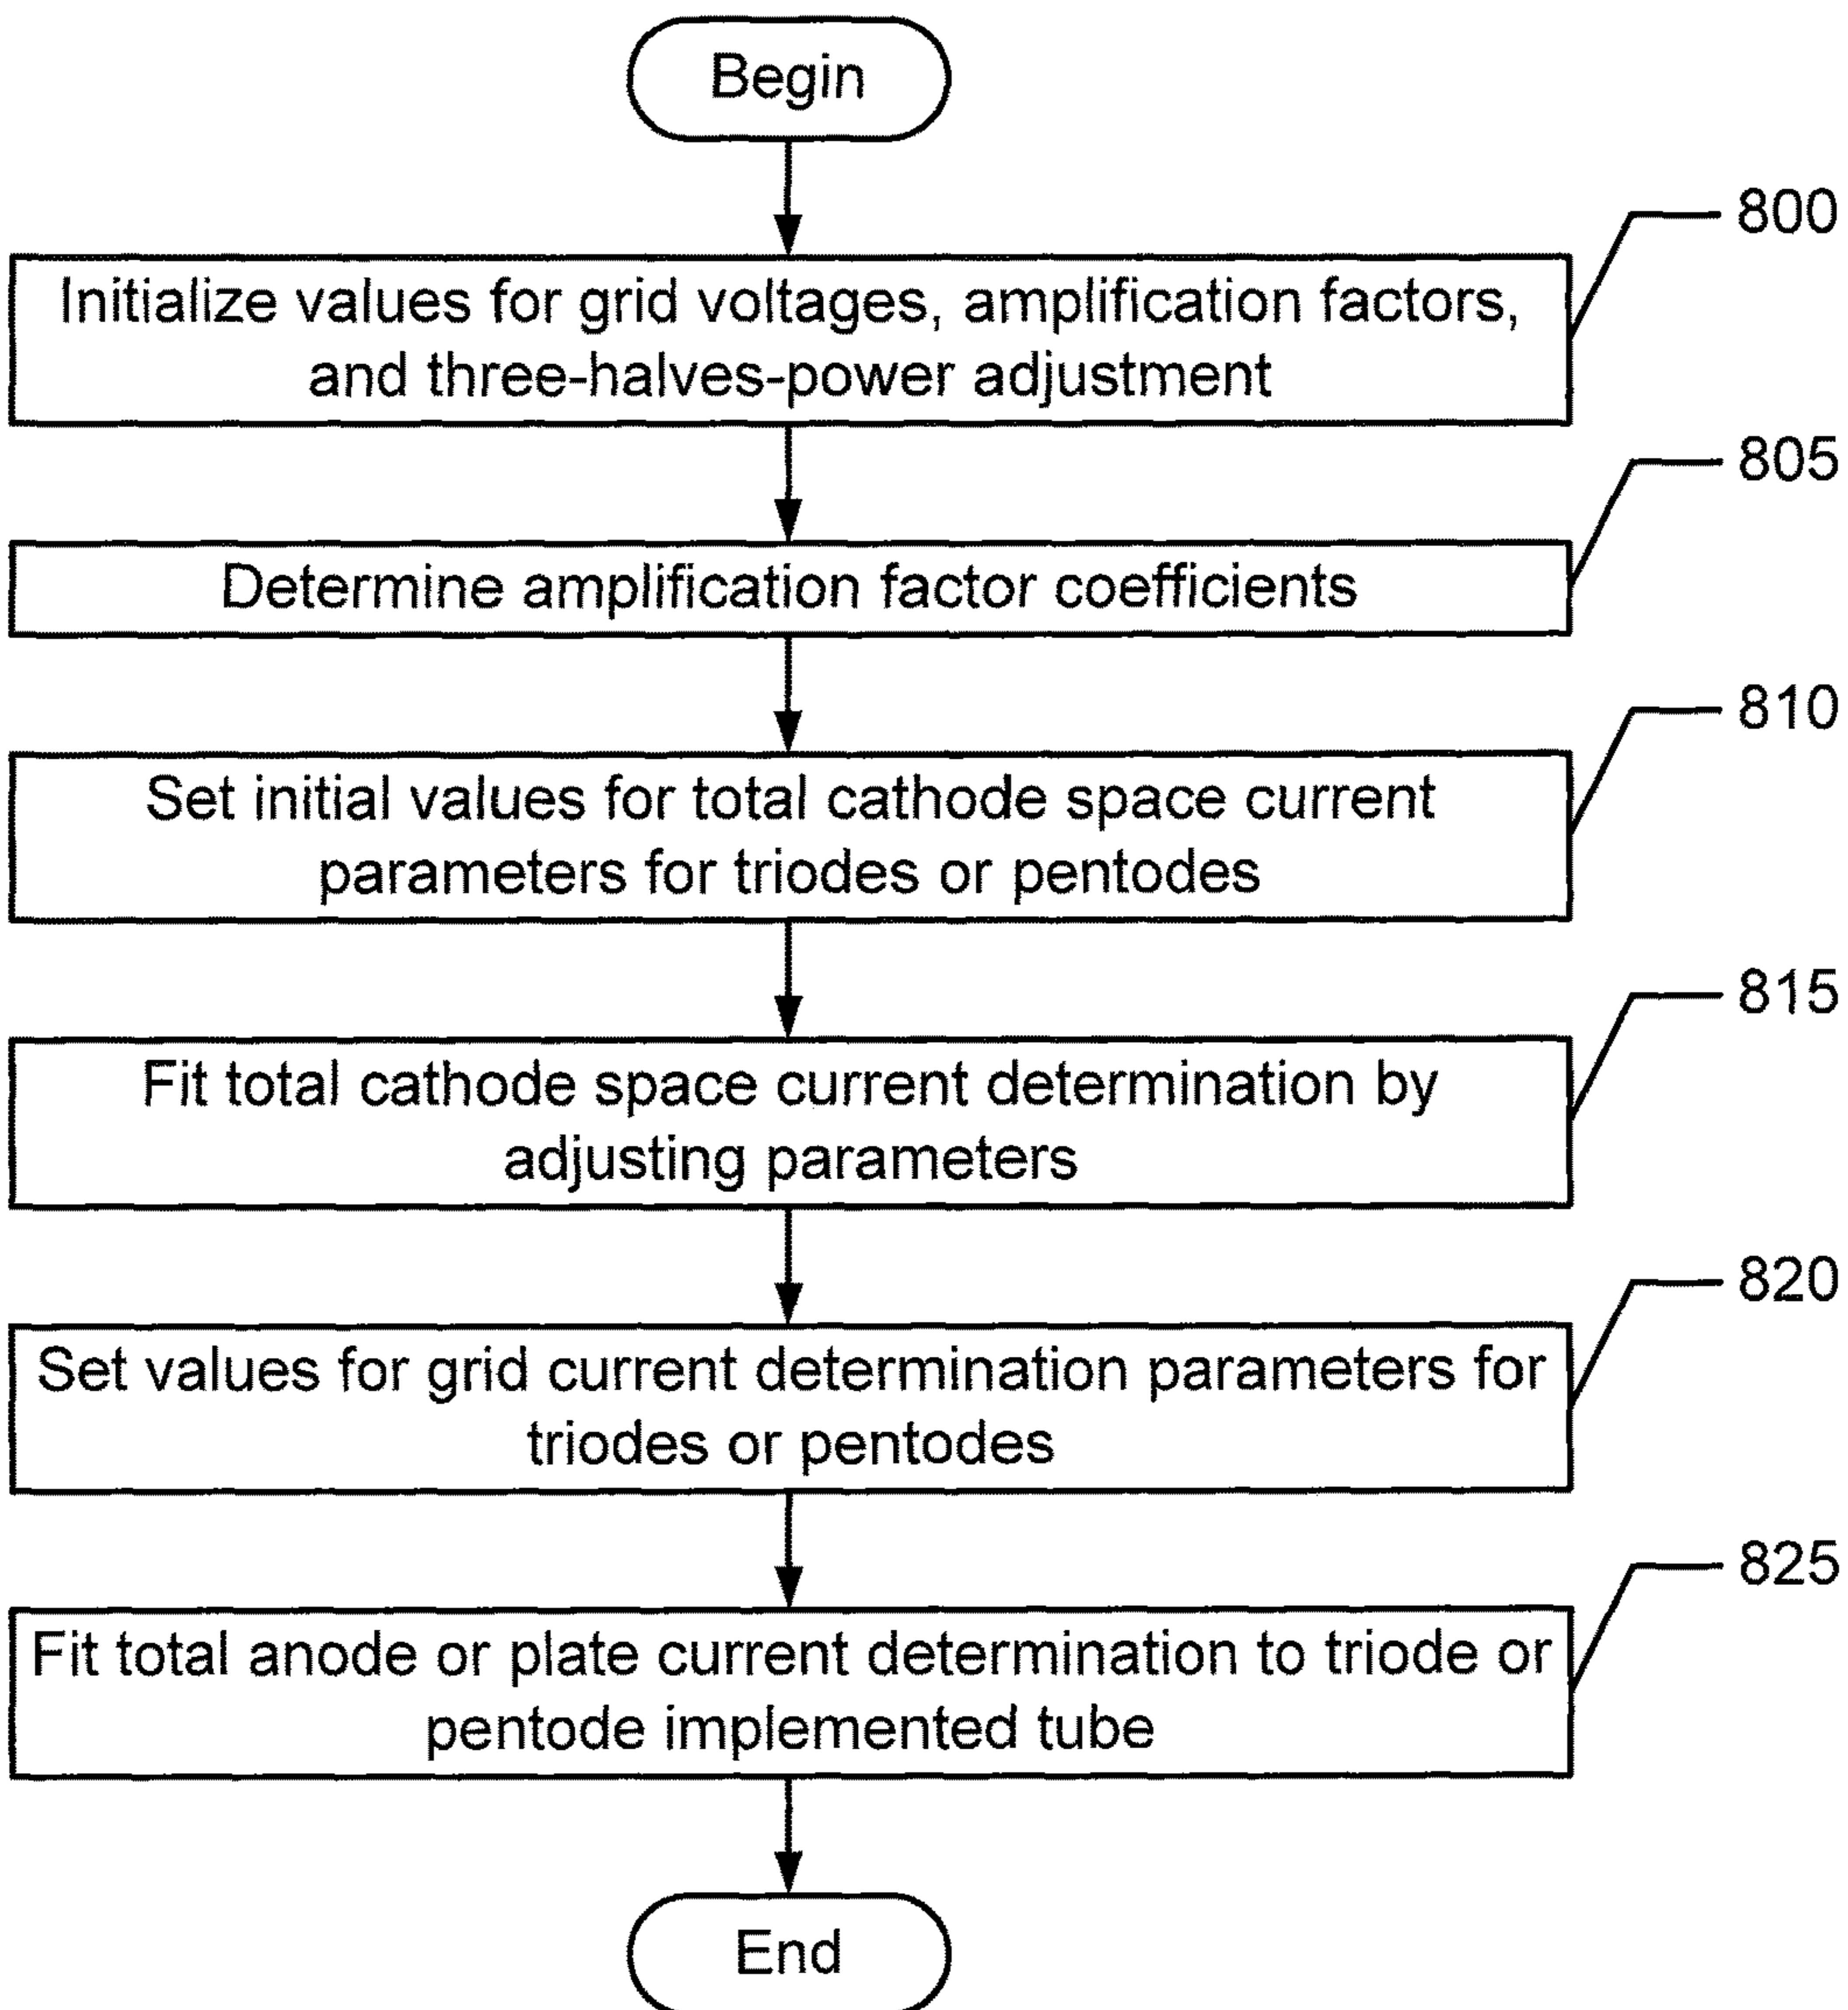 Begin
800
Initialize values for grid voltages, amplification factors,
and three-halves-power adjustment
805
Determine amplification factor coefficients
810
Set initial values for total cathode space current
parameters for triodes or pentodes
815
Fit total cathode space current determination by
adjusting parameters
820
Set values for grid current determination parameters for
triodes or pentodes
825
Fit total anode or plate current determination to triode or
pentode implemented tube
End